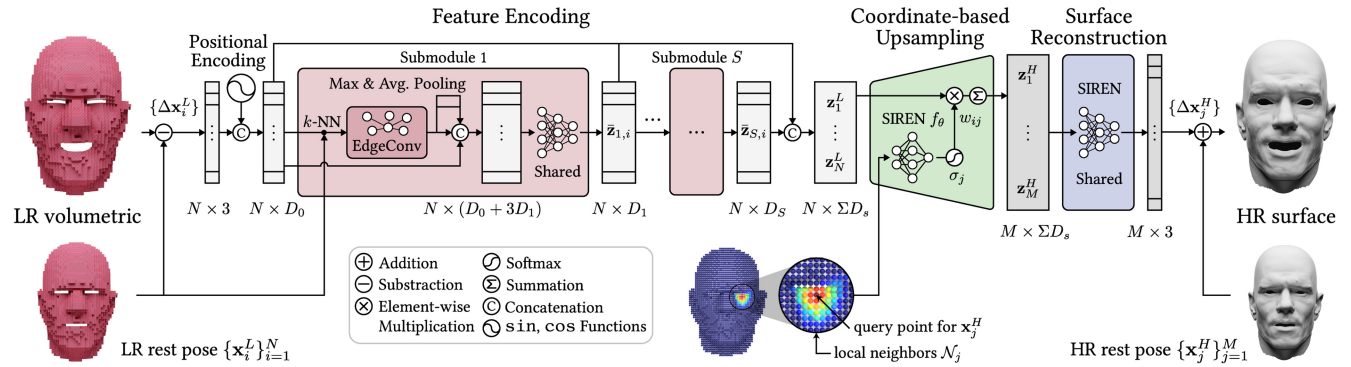 Feature Encoding
Coordinate-based
Upsampling
Surface
Reconstruction
Positional
Encoding
Submodule 1
Submodule S
Max & Avg. Pooling
{Δx_i^L}
k-NN
EdgeConv
Shared
z̄_{1,i}
...
...
z̄_{S,i}
z_1^L
z_N^L
SIREN f_θ
w_{ij}
σ_j
z_1^H
z_M^H
SIREN
Shared
{Δx_j^H}
LR volumetric
N × 3
N × D_0
N × (D_0 + 3D_1)
N × D_1
N × D_S
N × ΣD_s
M × ΣD_s
M × 3
HR surface
+ Addition
− Substraction
× Element-wise
Multiplication
Softmax
Σ Summation
C Concatenation
sin, cos Functions
query point for x_j^H
local neighbors N_j
LR rest pose {x_i^L}_{i=1}^N
HR rest pose {x_j^H}_{j=1}^M